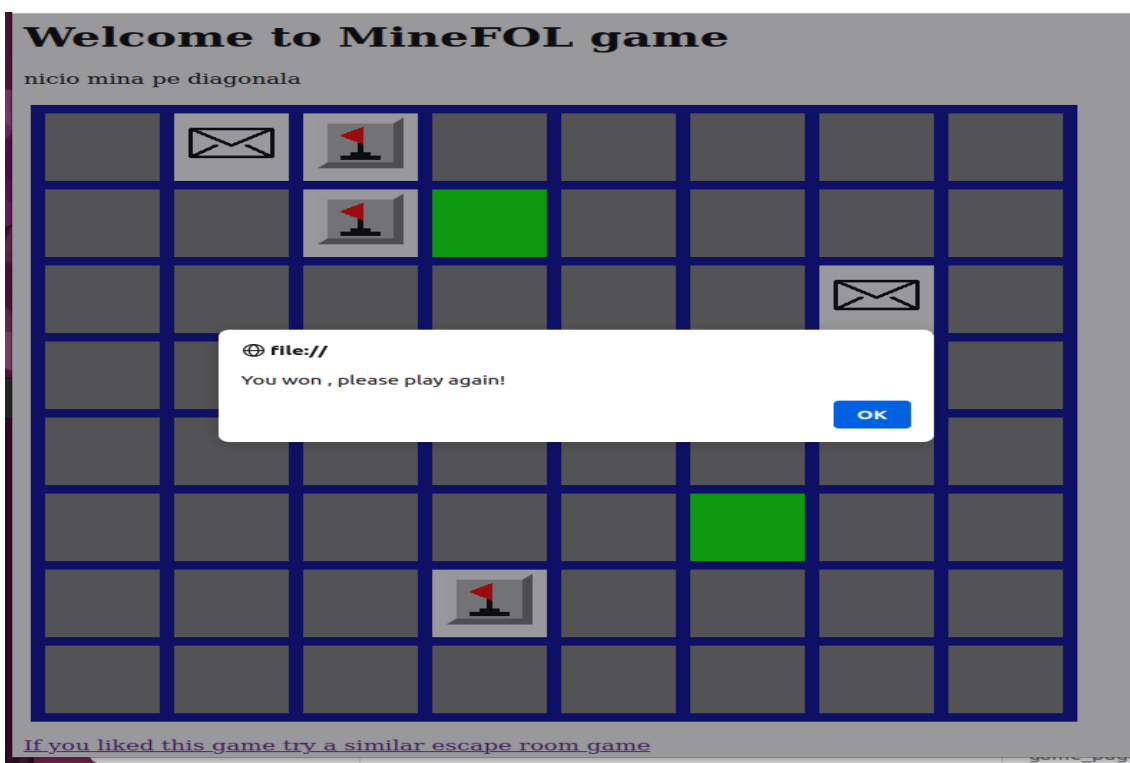 Welcome to MineFOL game
nicio mina pe diagonala
file://
You won , please play again!
OK
If you liked this game try a similar escape room game